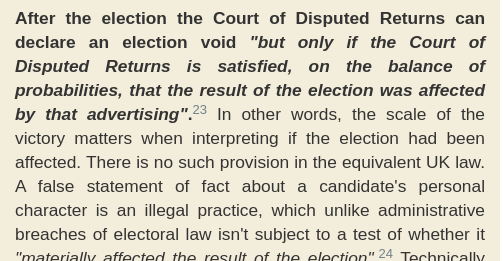 After the election the Court of Disputed Returns can
declare an election void "but only if the Court of
Disputed Returns is satisfied, on the balance of
probabilities, that the result of the election was affected
by that advertising".23 In other words, the scale of the
victory matters when interpreting if the election had been
affected. There is no such provision in the equivalent UK law.
A false statement of fact about a candidate's personal
character is an illegal practice, which unlike administrative
breaches of electoral law isn't subject to a test of whether it
"materially affected the result of the election".24 Technically